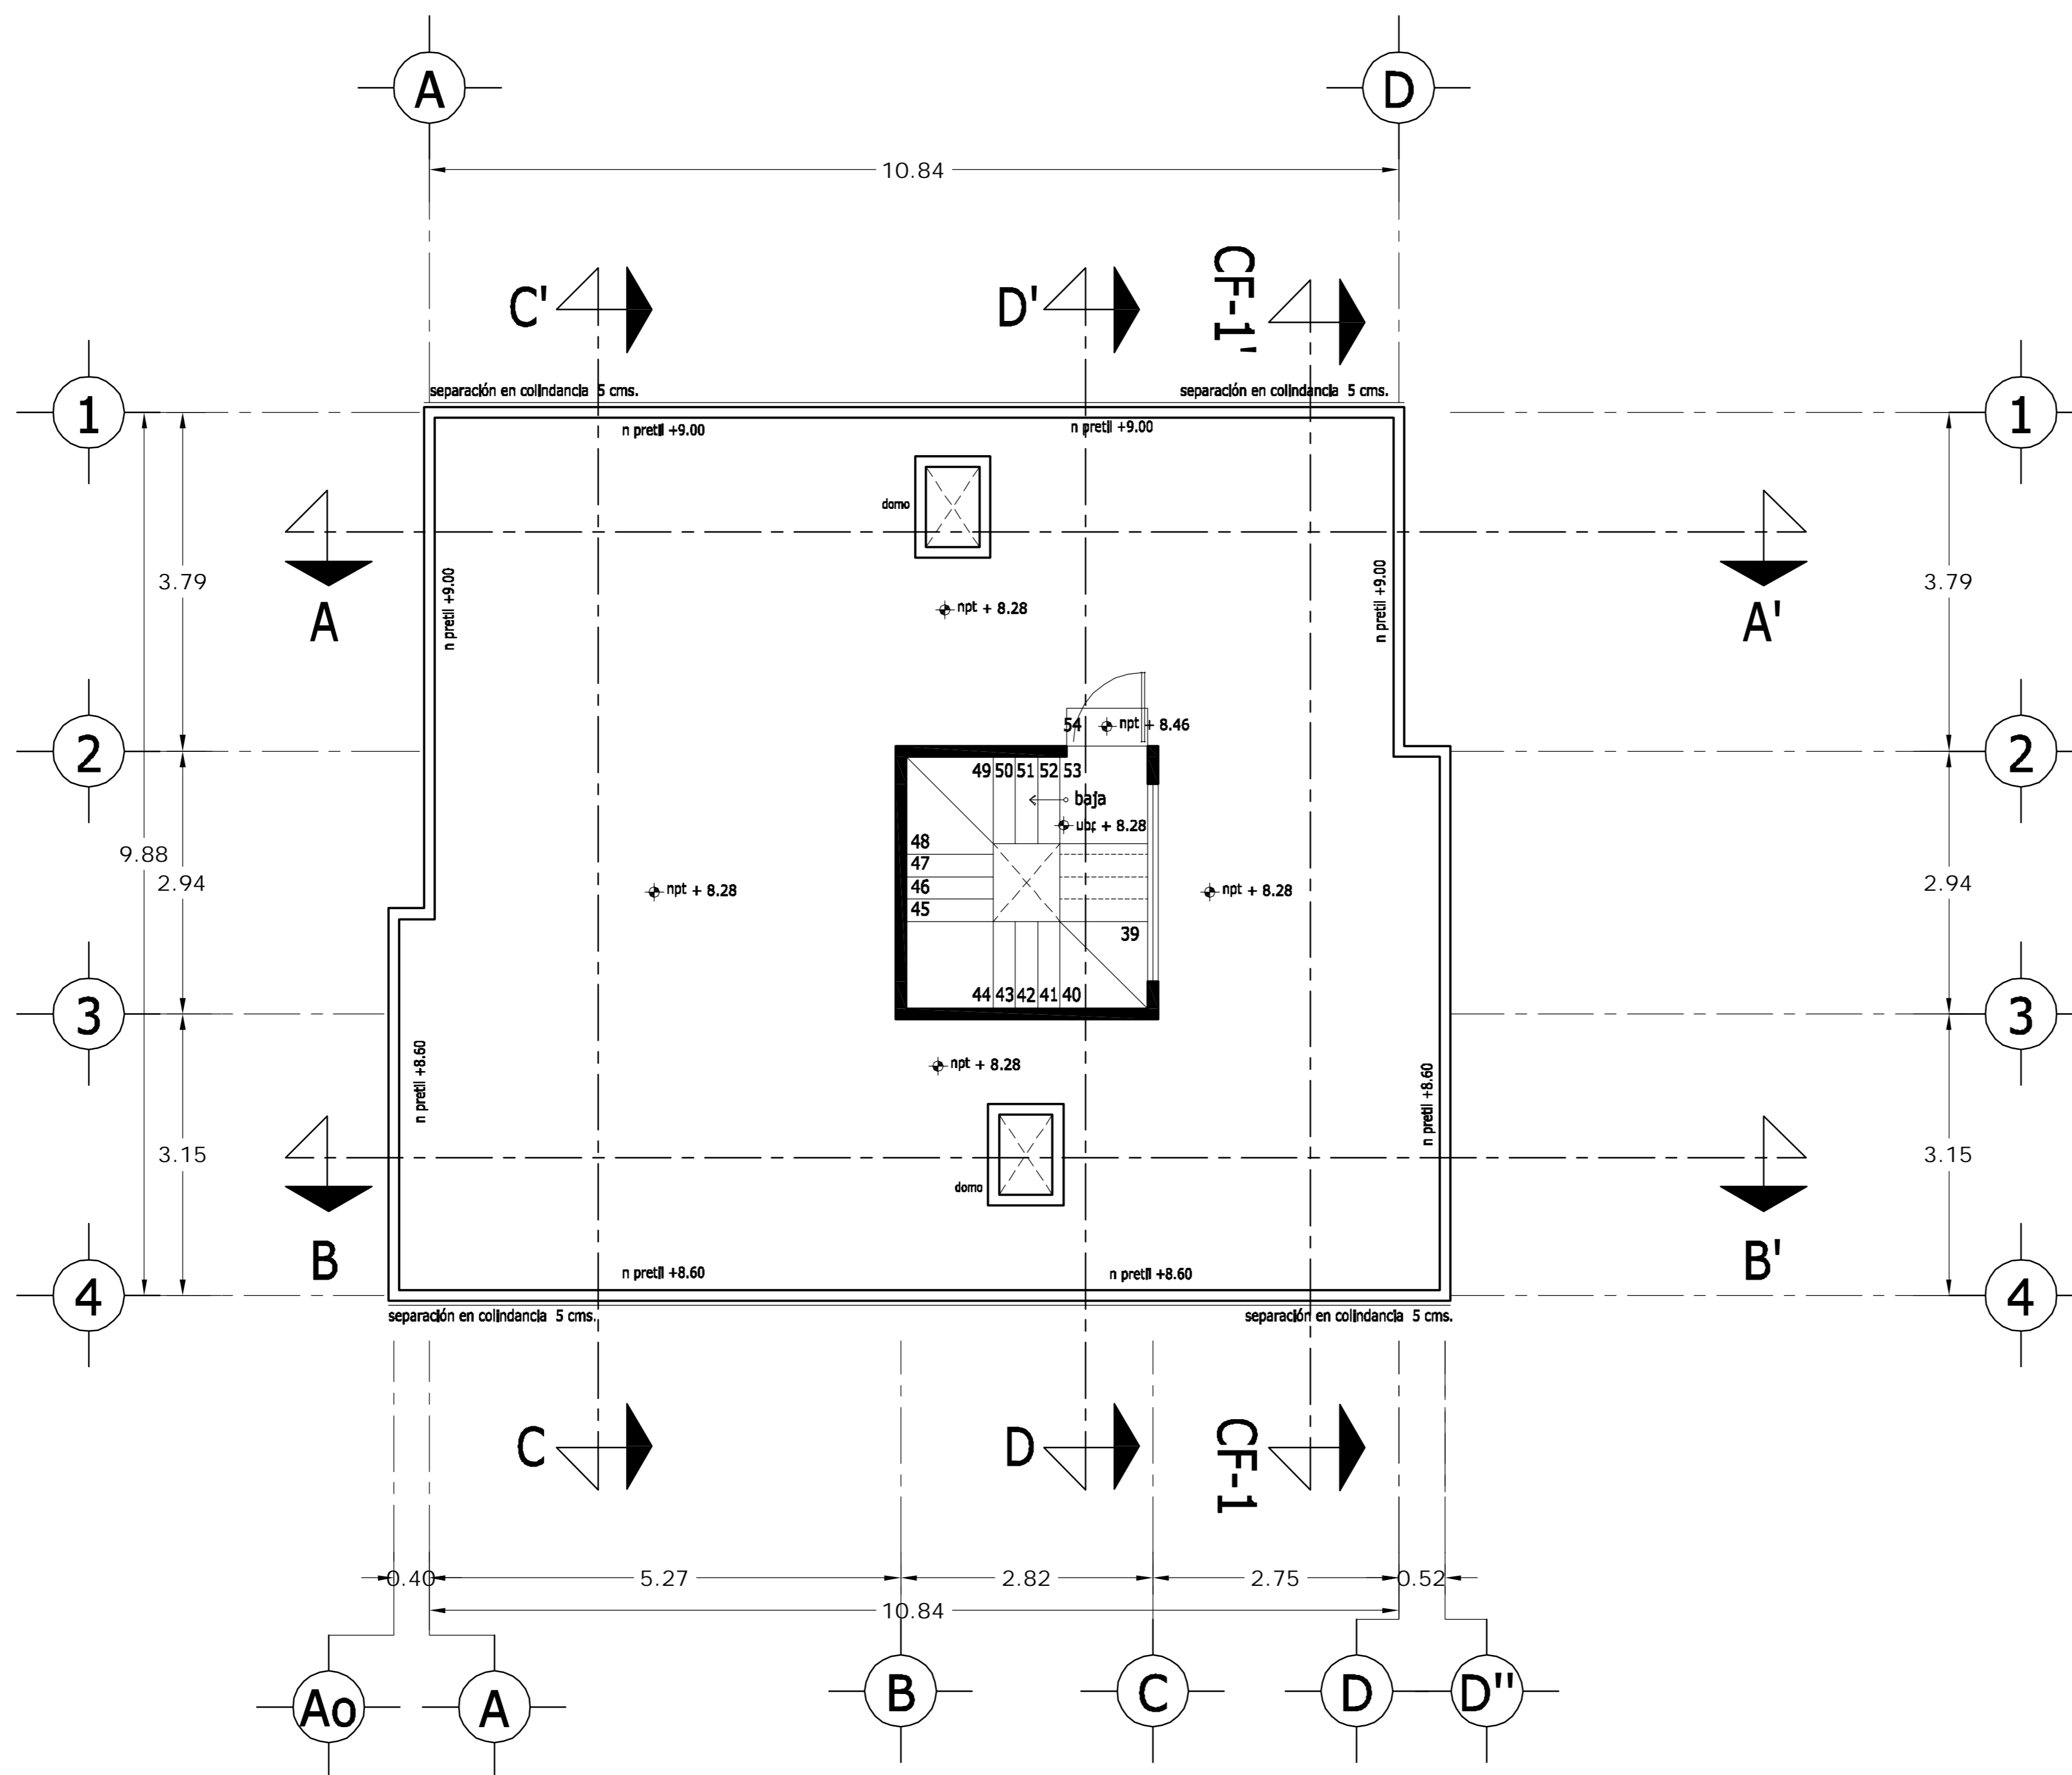 A
D
10.84
C'
D'
CF-1'
separación en colindancia 5 cms.
separación en colindancia 5 cms.
1
1
n pretil +9.00
n pretil +9.00
domo
3.79
3.79
n pretil +9.00
n pretil +9.00
npt + 8.28
A
A'
54
npt + 8.46
2
2
49 50 51 52 53
baja
+ 8.28
48
47
46
45
9.88
2.94
2.94
npt + 8.28
npt + 8.28
39
44 43 42 41 40
3
3
npt + 8.28
n pretil +8.60
n pretil +8.60
3.15
3.15
domo
B
B'
n pretil +8.60
n pretil +8.60
4
4
separación en colindancia 5 cms.
separación en colindancia 5 cms.
C
D
CF-1
0.40
5.27
2.82
2.75
0.52
10.84
Ao
A
B
C
D
D''